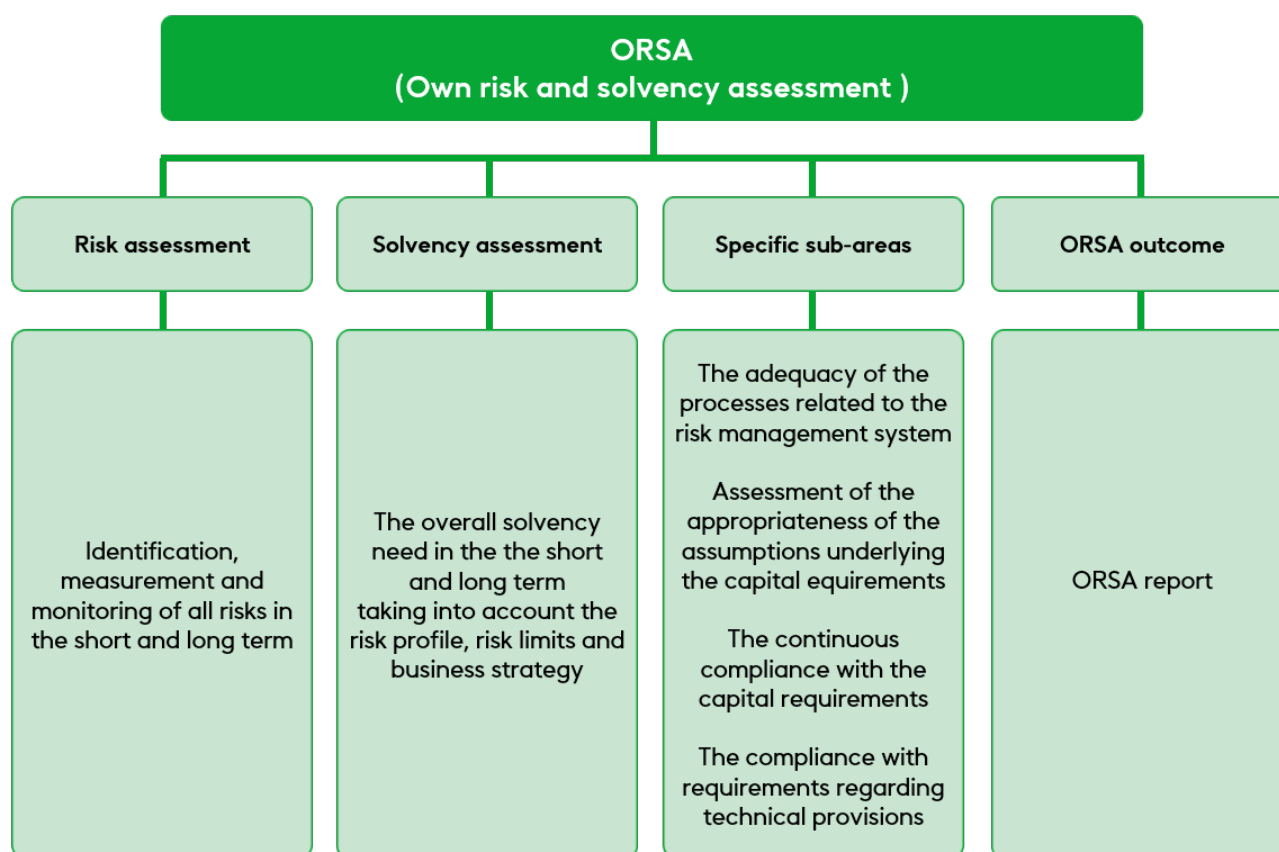 ORSA
(Own risk and solvency assessment )
Risk assessment
Solvency assessment
Specific sub-areas
ORSA outcome
Identification,
measurement and
monitoring of all risks in
the short and long term
The overall solvency
need in the the short
and long term
taking into account the
risk profile, risk limits and
business strategy
The adequacy of the
processes related to the
risk management system
Assessment of the
appropriateness of the
assumptions underlying
the capital equirements
The continuous
compliance with the
capital requirements
The compliance with
requirements regarding
technical provisions
ORSA report